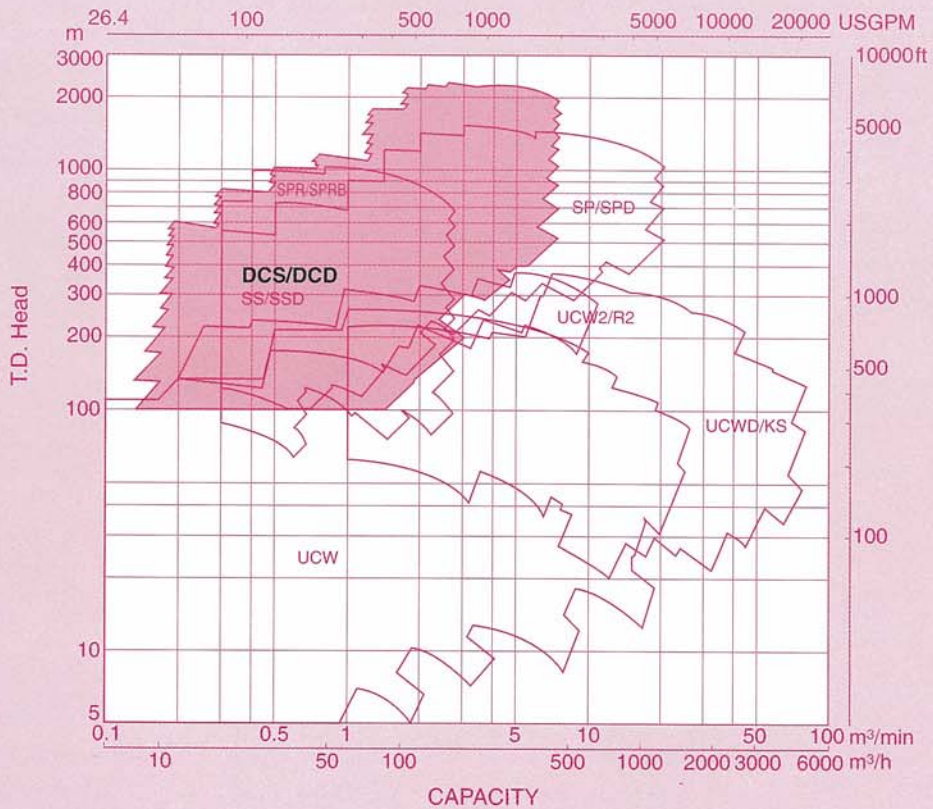 26.4 100 500 1000 5000 10000 20000 USGPM
m
3000
2000
1000
800
600
500
400
300
200
100
10
5
T.D. Head
10000ft
5000
1000
500
100
SPR/SPRB
SP/SPD
DCS/DCD
SS/SSD
UCW2/R2
UCWD/KS
UCW
0.1 0.5 1 5 10 50 100 m³/min
10 50 100 500 1000 2000 3000 6000 m³/h
CAPACITY